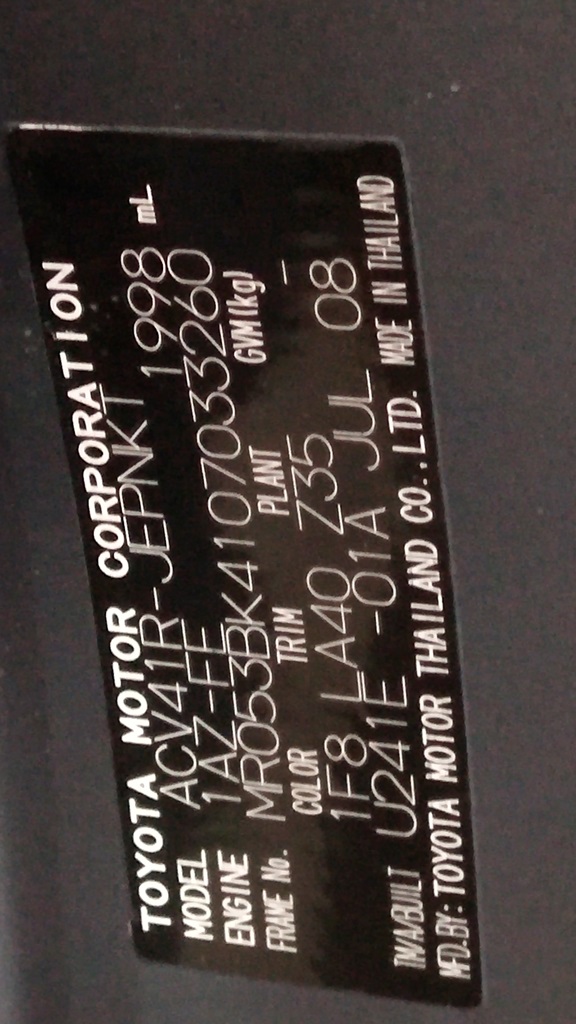 TOYOTA MOTOR CORPORATION
MODEL ACV41R-JEPNKT 1998 mL
ENGINE 1AZ-FE
FRAME No. MR053BK4107033260
COLOR TRIM PLANT GVM(kg)
1F8 LA40 Z35 —
TM/A/BUILT U241E -01A JUL 08
MFD.BY:TOYOTA MOTOR THAILAND CO.,LTD. MADE IN THAILAND